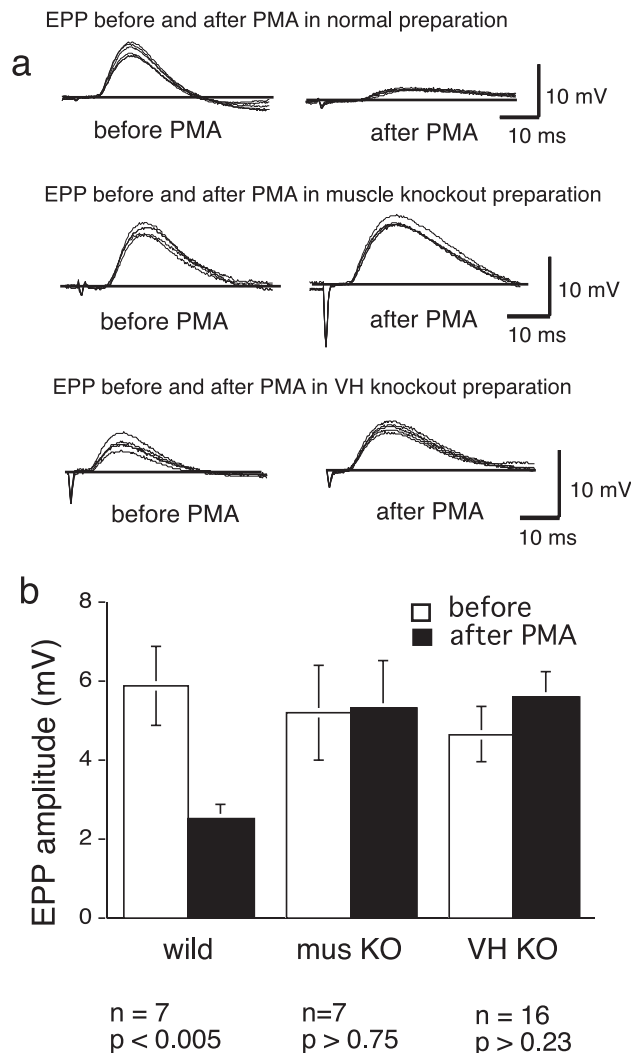 EPP before and after PMA in normal preparation
a
before PMA
after PMA
10 mV
10 ms
EPP before and after PMA in muscle knockout preparation
before PMA
after PMA
10 mV
10 ms
EPP before and after PMA in VH knockout preparation
before PMA
after PMA
10 mV
10 ms
b
EPP amplitude (mV)
8
6
4
2
0
before
after PMA
wild
mus KO
VH KO
n = 7
n=7
n = 16
p < 0.005
p > 0.75
p > 0.23